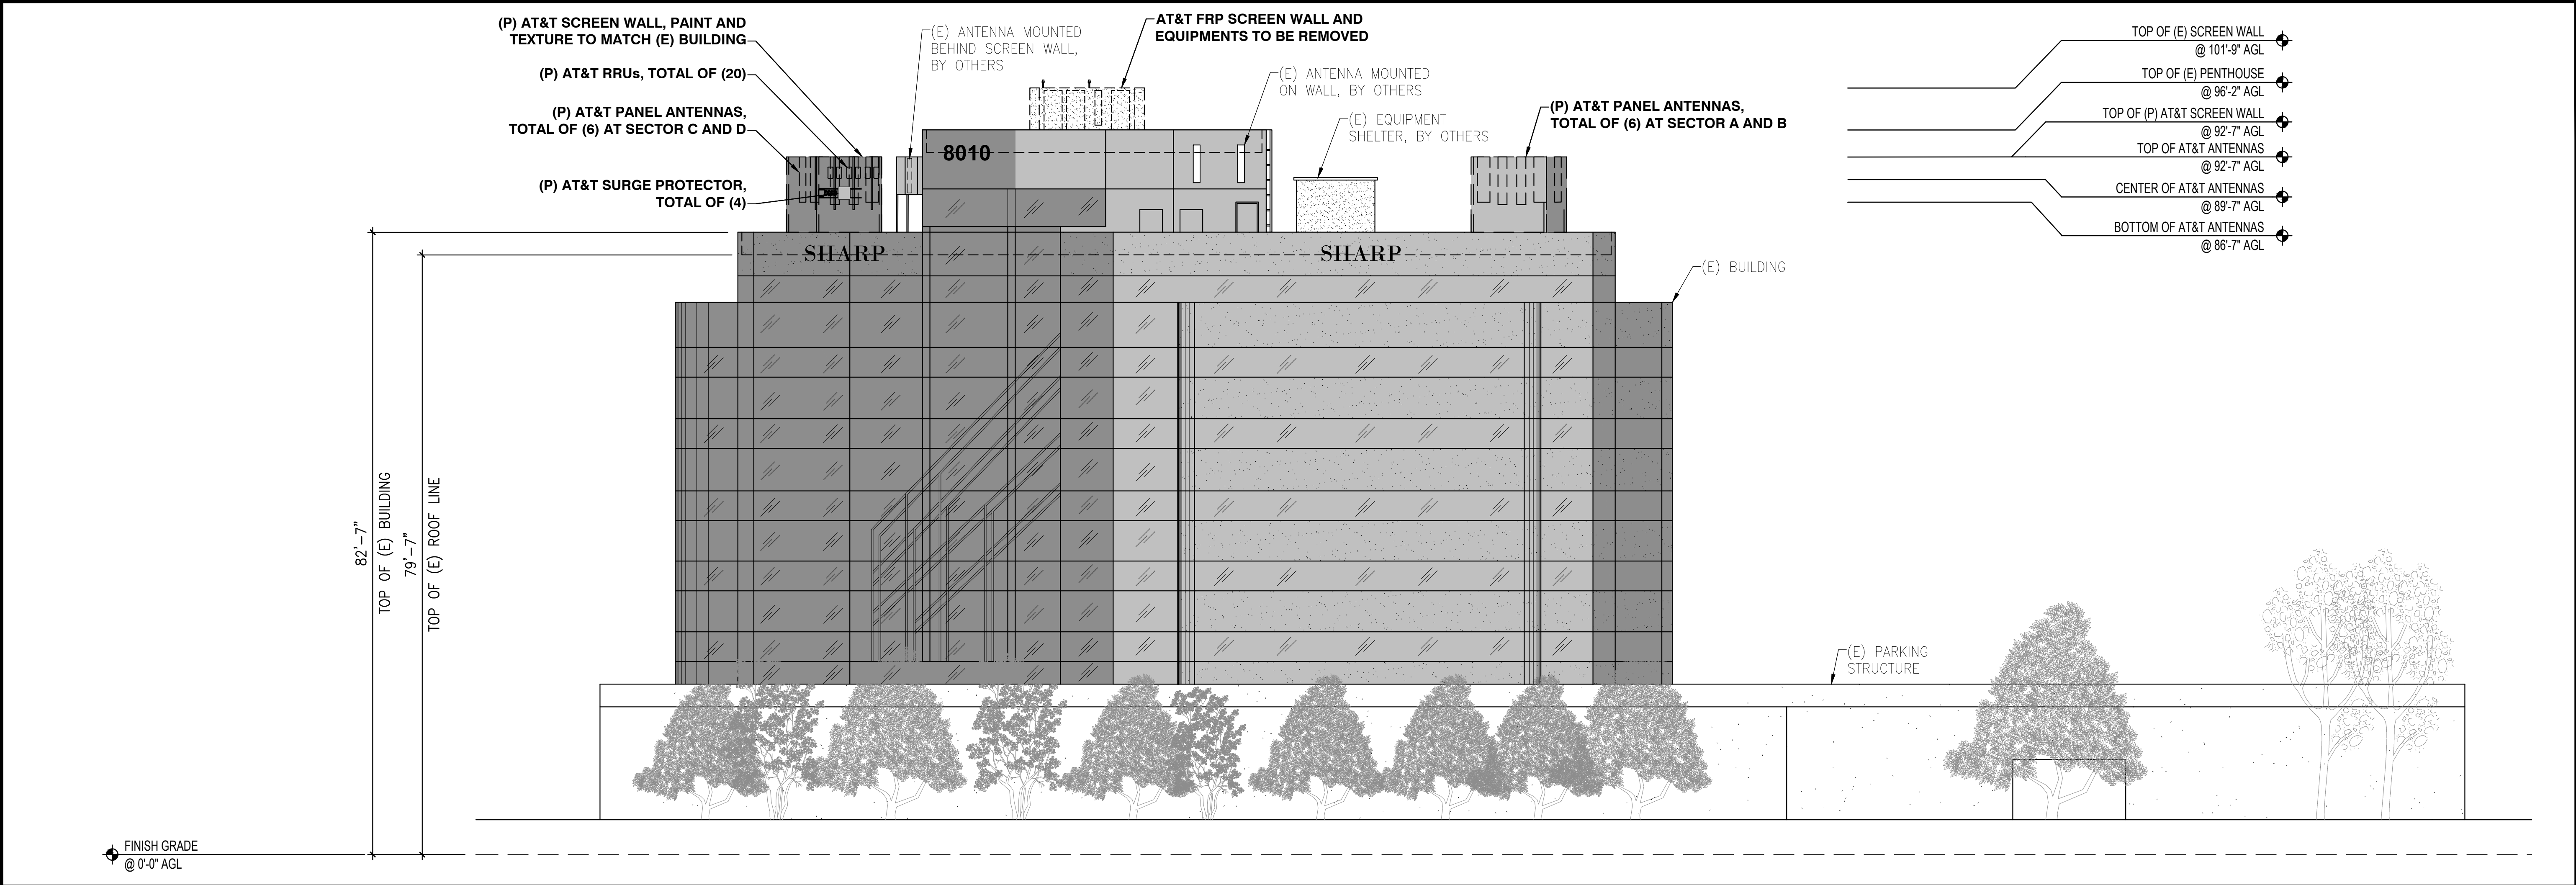 (P) AT&T SCREEN WALL, PAINT AND
TEXTURE TO MATCH (E) BUILDING
(P) AT&T RRUs, TOTAL OF (20)
(P) AT&T PANEL ANTENNAS,
TOTAL OF (6) AT SECTOR C AND D
(P) AT&T SURGE PROTECTOR,
TOTAL OF (4)
(E) ANTENNA MOUNTED
BEHIND SCREEN WALL,
BY OTHERS
AT&T FRP SCREEN WALL AND
EQUIPMENTS TO BE REMOVED
(E) ANTENNA MOUNTED
ON WALL, BY OTHERS
(E) EQUIPMENT
SHELTER, BY OTHERS
(P) AT&T PANEL ANTENNAS,
TOTAL OF (6) AT SECTOR A AND B
TOP OF (E) SCREEN WALL
@ 101'-9" AGL
TOP OF (E) PENTHOUSE
@ 96'-2" AGL
TOP OF (P) AT&T SCREEN WALL
@ 92'-7" AGL
TOP OF AT&T ANTENNAS
@ 92'-7" AGL
CENTER OF AT&T ANTENNAS
@ 89'-7" AGL
BOTTOM OF AT&T ANTENNAS
@ 86'-7" AGL
8010
SHARP
SHARP
(E) BUILDING
82'-7"
TOP OF (E) BUILDING
79'-7"
TOP OF (E) ROOF LINE
(E) PARKING
STRUCTURE
FINISH GRADE
@ 0'-0" AGL